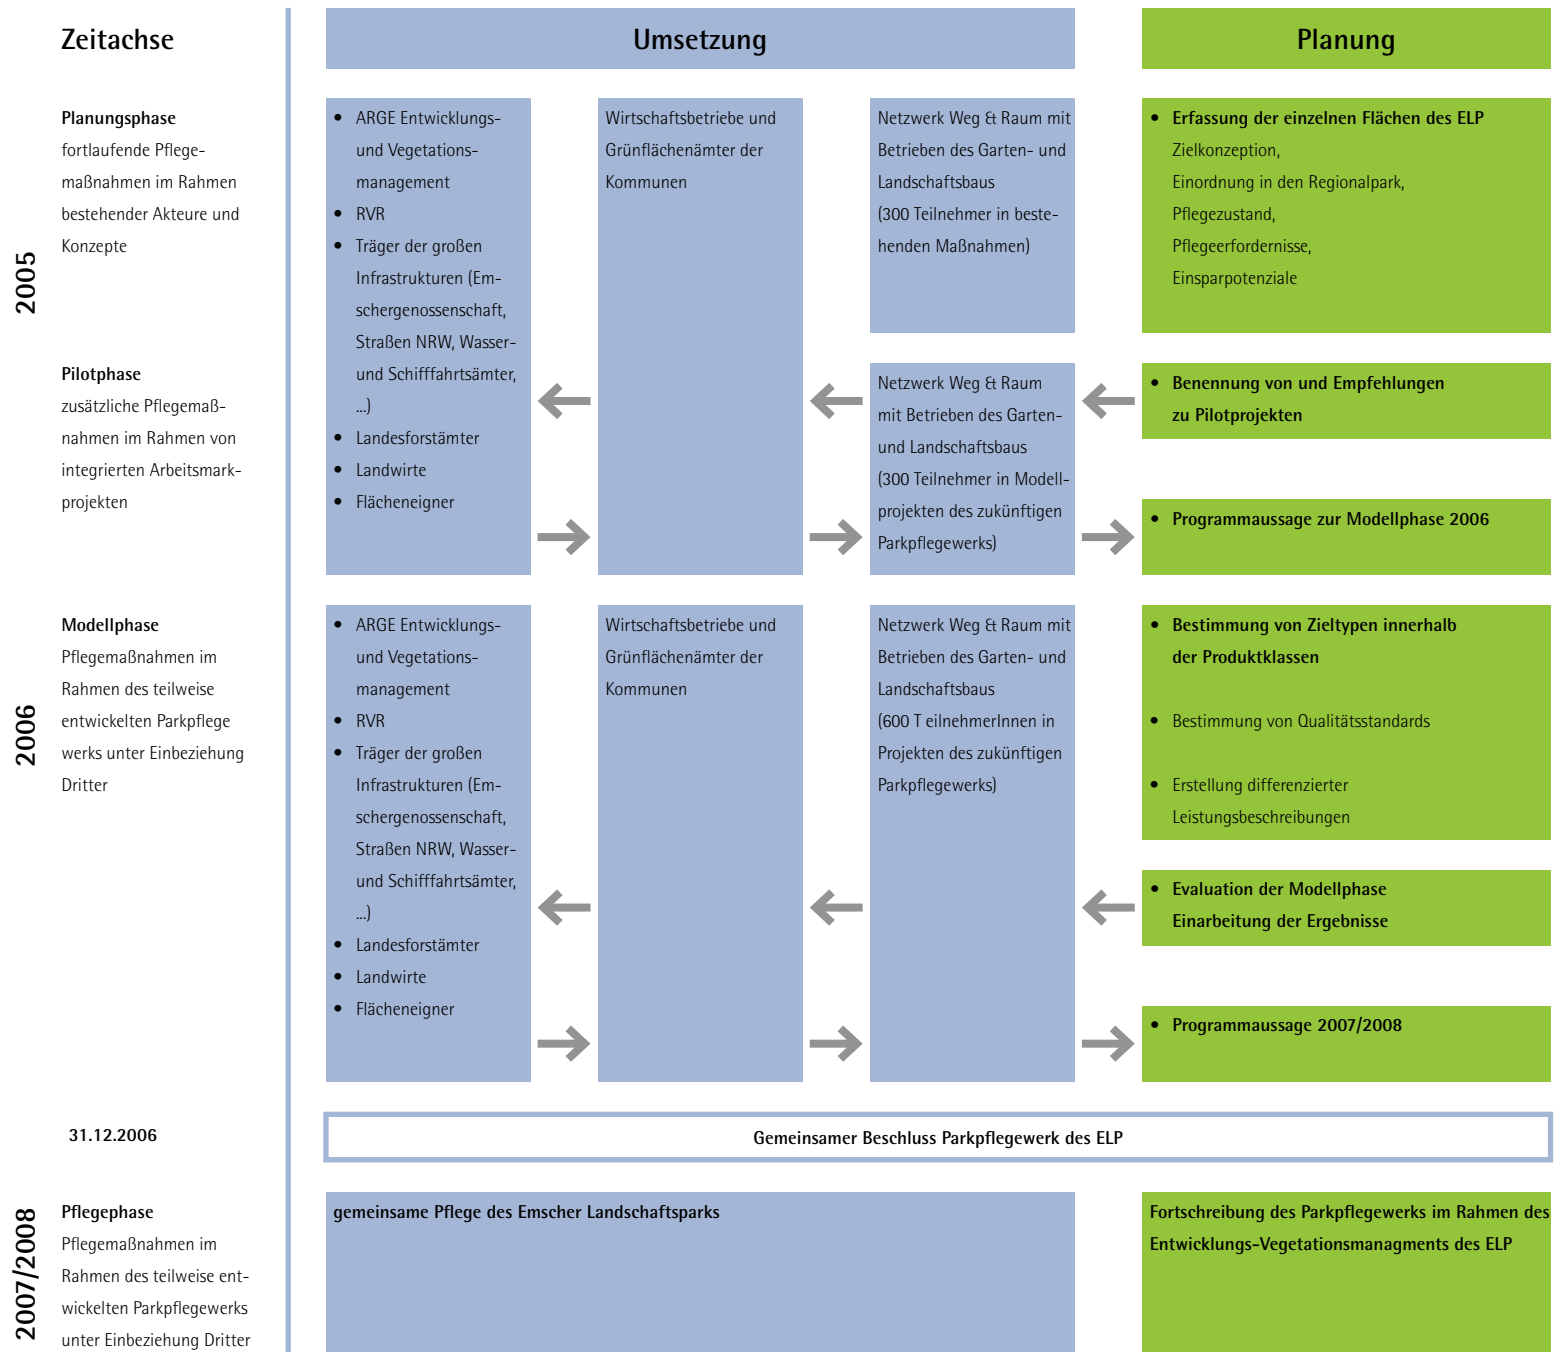 Zeitachse
Umsetzung
Planung
2005
Planungsphase
fortlaufende Pflege-
maßnahmen im Rahmen
bestehender Akteure und
Konzepte
• ARGE Entwicklungs-
und Vegetations-
management
• RVR
• Träger der großen
Infrastrukturen (Em-
schergenossenschaft,
Straßen NRW, Wasser-
und Schifffahrtsämter,
...)
• Landesforstämter
• Landwirte
• Flächeneigner
Wirtschaftsbetriebe und
Grünflächenämter der
Kommunen
Netzwerk Weg & Raum mit
Betrieben des Garten- und
Landschaftsbaus
(300 Teilnehmer in beste-
henden Maßnahmen)
• Erfassung der einzelnen Flächen des ELP
Zielkonzeption,
Einordnung in den Regionalpark,
Pflegezustand,
Pflegeerfordernisse,
Einsparpotenziale
Pilotphase
zusätzliche Pflegemaß-
nahmen im Rahmen von
integrierten Arbeitsmark-
projekten
Netzwerk Weg & Raum
mit Betrieben des Garten-
und Landschaftsbaus
(300 Teilnehmer in Modell-
projekten des zukünftigen
Parkpflegewerks)
• Benennung von und Empfehlungen
zu Pilotprojekten
• Programmaussage zur Modellphase 2006
2006
Modellphase
Pflegemaßnahmen im
Rahmen des teilweise
entwickelten Parkpflege
werks unter Einbeziehung
Dritter
• ARGE Entwicklungs-
und Vegetations-
management
• RVR
• Träger der großen
Infrastrukturen (Em-
schergenossenschaft,
Straßen NRW, Wasser-
und Schifffahrtsämter,
...)
• Landesforstämter
• Landwirte
• Flächeneigner
Wirtschaftsbetriebe und
Grünflächenämter der
Kommunen
Netzwerk Weg & Raum mit
Betrieben des Garten- und
Landschaftsbaus
(600 T eilnehmerInnen in
Projekten des zukünftigen
Parkpflegewerks)
• Bestimmung von Zieltypen innerhalb
der Produktklassen
• Bestimmung von Qualitätsstandards
• Erstellung differenzierter
Leistungsbeschreibungen
• Evaluation der Modellphase
Einarbeitung der Ergebnisse
• Programmaussage 2007/2008
31.12.2006
Gemeinsamer Beschluss Parkpflegewerk des ELP
2007/2008
Pflegephase
Pflegemaßnahmen im
Rahmen des teilweise ent-
wickelten Parkpflegewerks
unter Einbeziehung Dritter
gemeinsame Pflege des Emscher Landschaftsparks
Fortschreibung des Parkpflegewerks im Rahmen des
Entwicklungs-Vegetationsmanagments des ELP